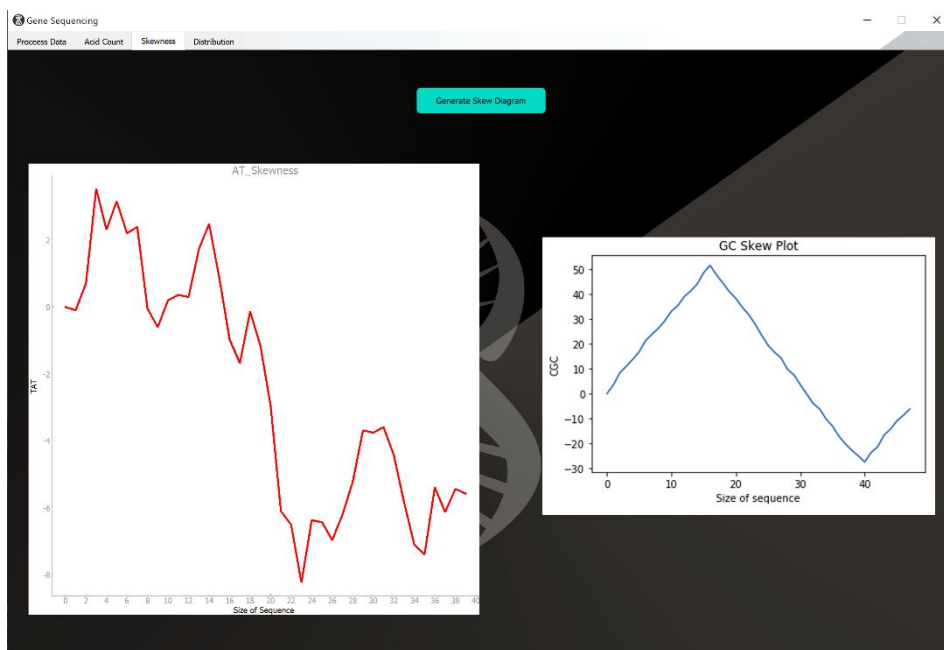 Gene Sequencing
Proceess Data Acid Count Skewness Distribution
Generate Skew Diagram
AT_Skewness
2
0
-2
-4
-6
-8
TAT
0 2 4 6 8 10 12 14 16 18 20 22 24 26 28 30 32 34 36 38 40
Size of Sequence
GC Skew Plot
50
40
30
20
10
0
-10
-20
-30
CGC
0 10 20 30 40
Size of sequence